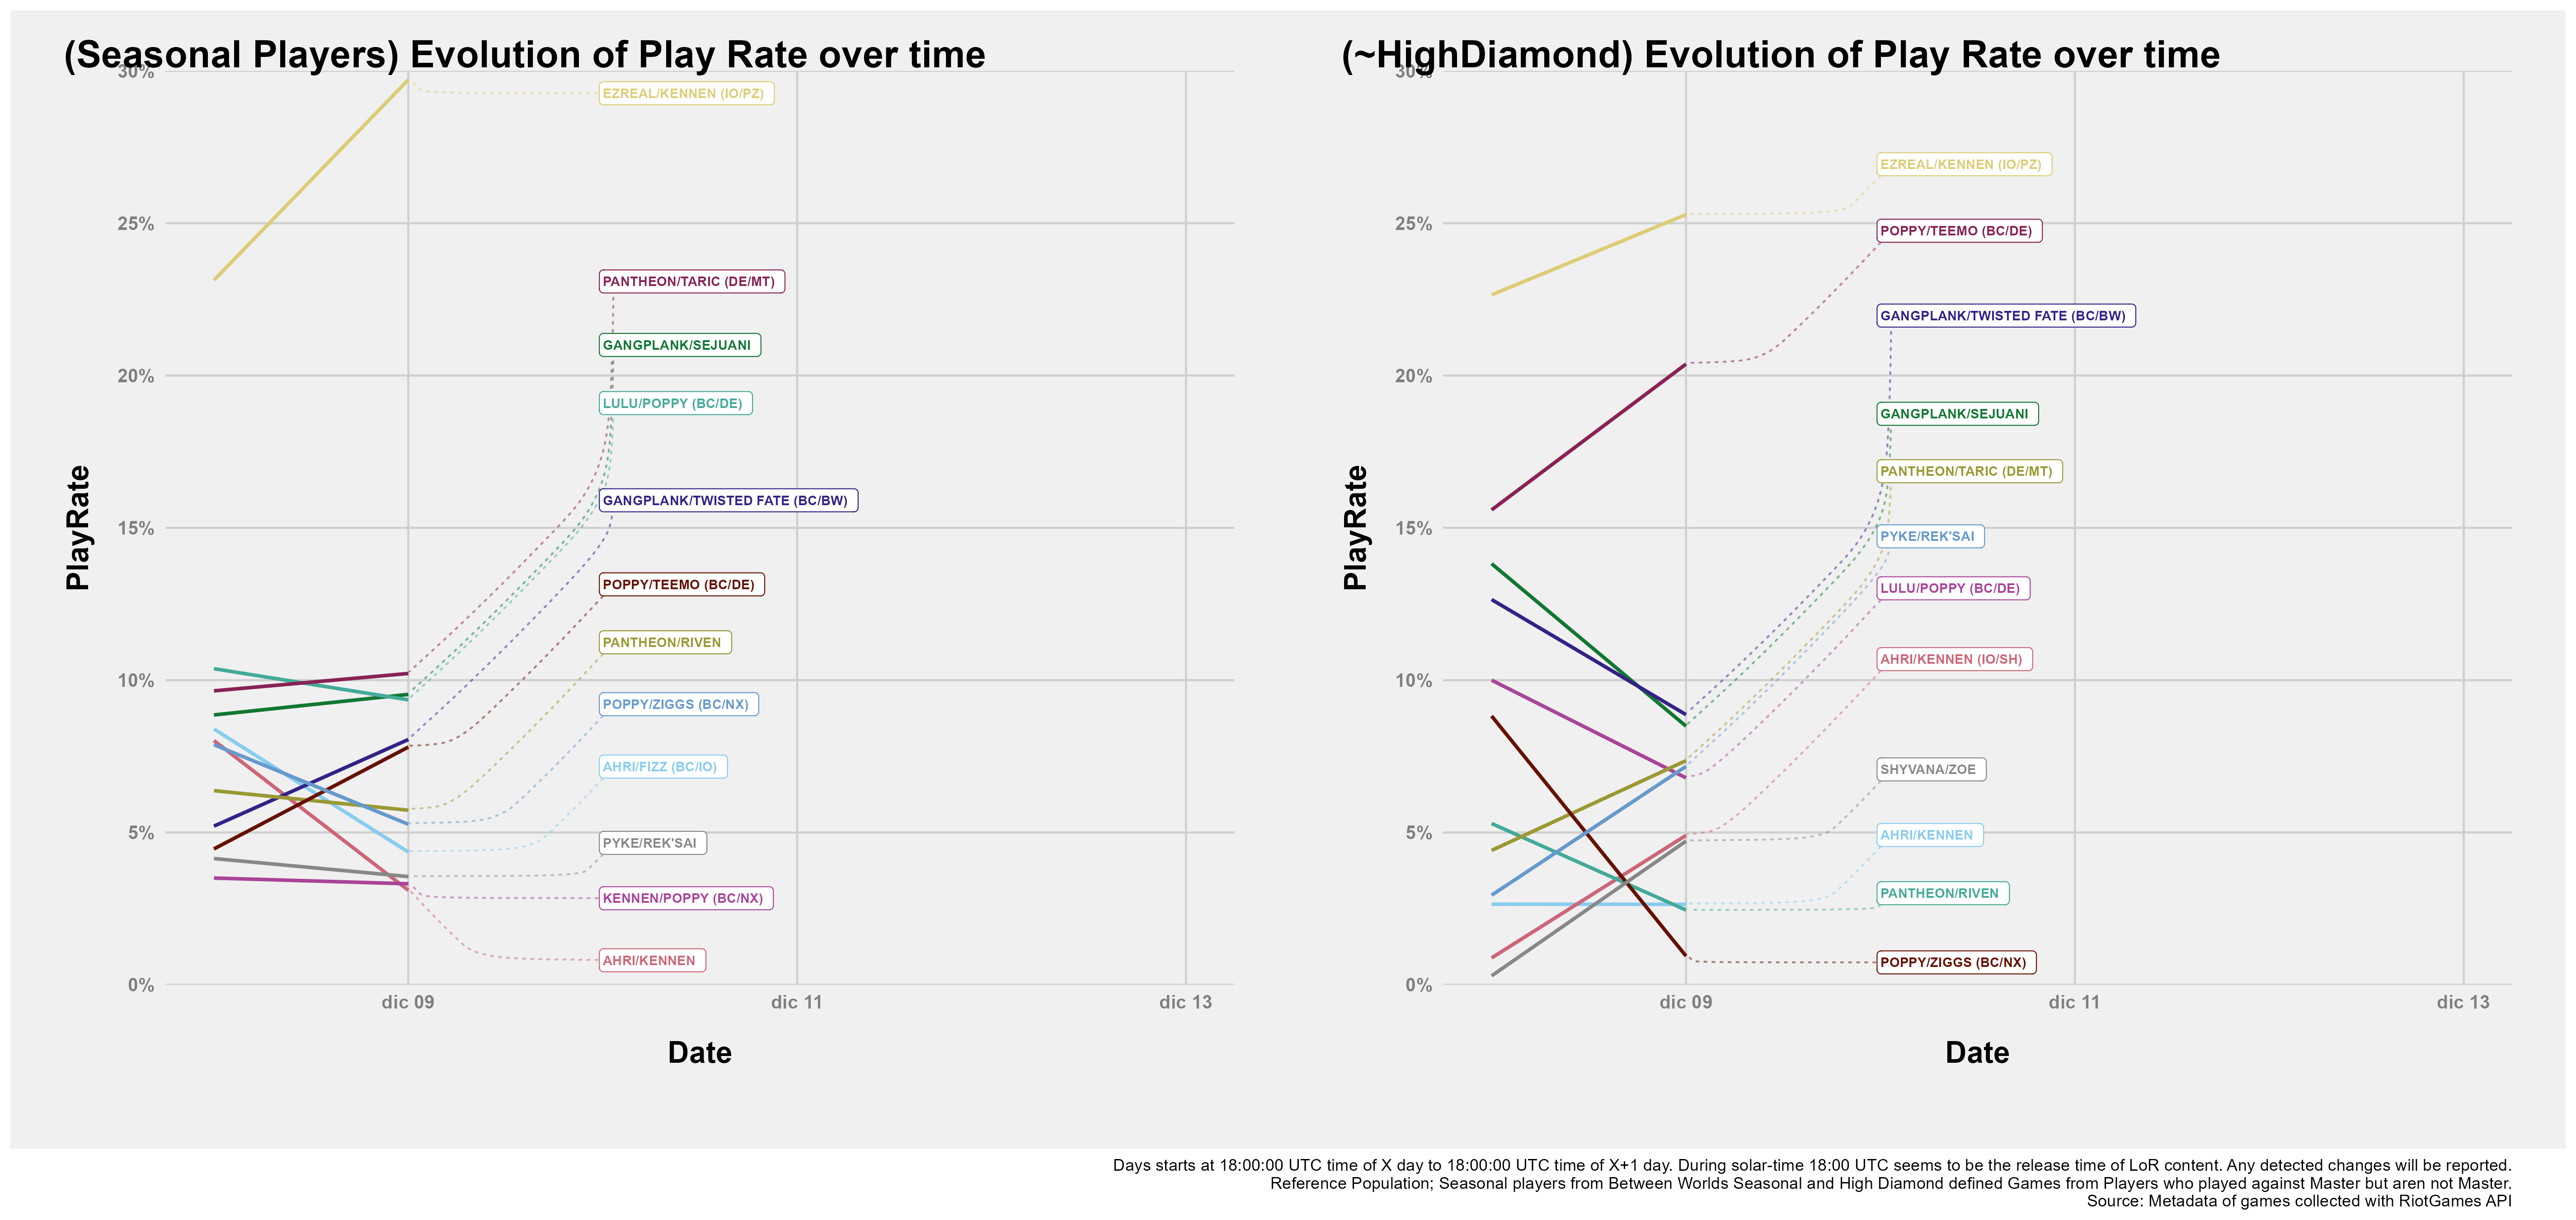 (Seasonal Players) Evolution of Play Rate over time
30%
25%
20%
15%
10%
5%
0%
PlayRate
EZREAL/KENNEN (IO/PZ)
PANTHEON/TARIC (DE/MT)
GANGPLANK/SEJUANI
LULU/POPPY (BC/DE)
GANGPLANK/TWISTED FATE (BC/BW)
POPPY/TEEMO (BC/DE)
PANTHEON/RIVEN
POPPY/ZIGGS (BC/NX)
AHRI/FIZZ (BC/IO)
PYKE/REK'SAI
KENNEN/POPPY (BC/NX)
AHRI/KENNEN
dic 09
dic 11
dic 13
Date
(~HighDiamond) Evolution of Play Rate over time
30%
25%
20%
15%
10%
5%
0%
PlayRate
EZREAL/KENNEN (IO/PZ)
POPPY/TEEMO (BC/DE)
GANGPLANK/TWISTED FATE (BC/BW)
GANGPLANK/SEJUANI
PANTHEON/TARIC (DE/MT)
PYKE/REK'SAI
LULU/POPPY (BC/DE)
AHRI/KENNEN (IO/SH)
SHYVANA/ZOE
AHRI/KENNEN
PANTHEON/RIVEN
POPPY/ZIGGS (BC/NX)
dic 09
dic 11
dic 13
Date
Days starts at 18:00:00 UTC time of X day to 18:00:00 UTC time of X+1 day. During solar-time 18:00 UTC seems to be the release time of LoR content. Any detected changes will be reported.
Reference Population; Seasonal players from Between Worlds Seasonal and High Diamond defined Games from Players who played against Master but aren not Master.
Source: Metadata of games collected with RiotGames API